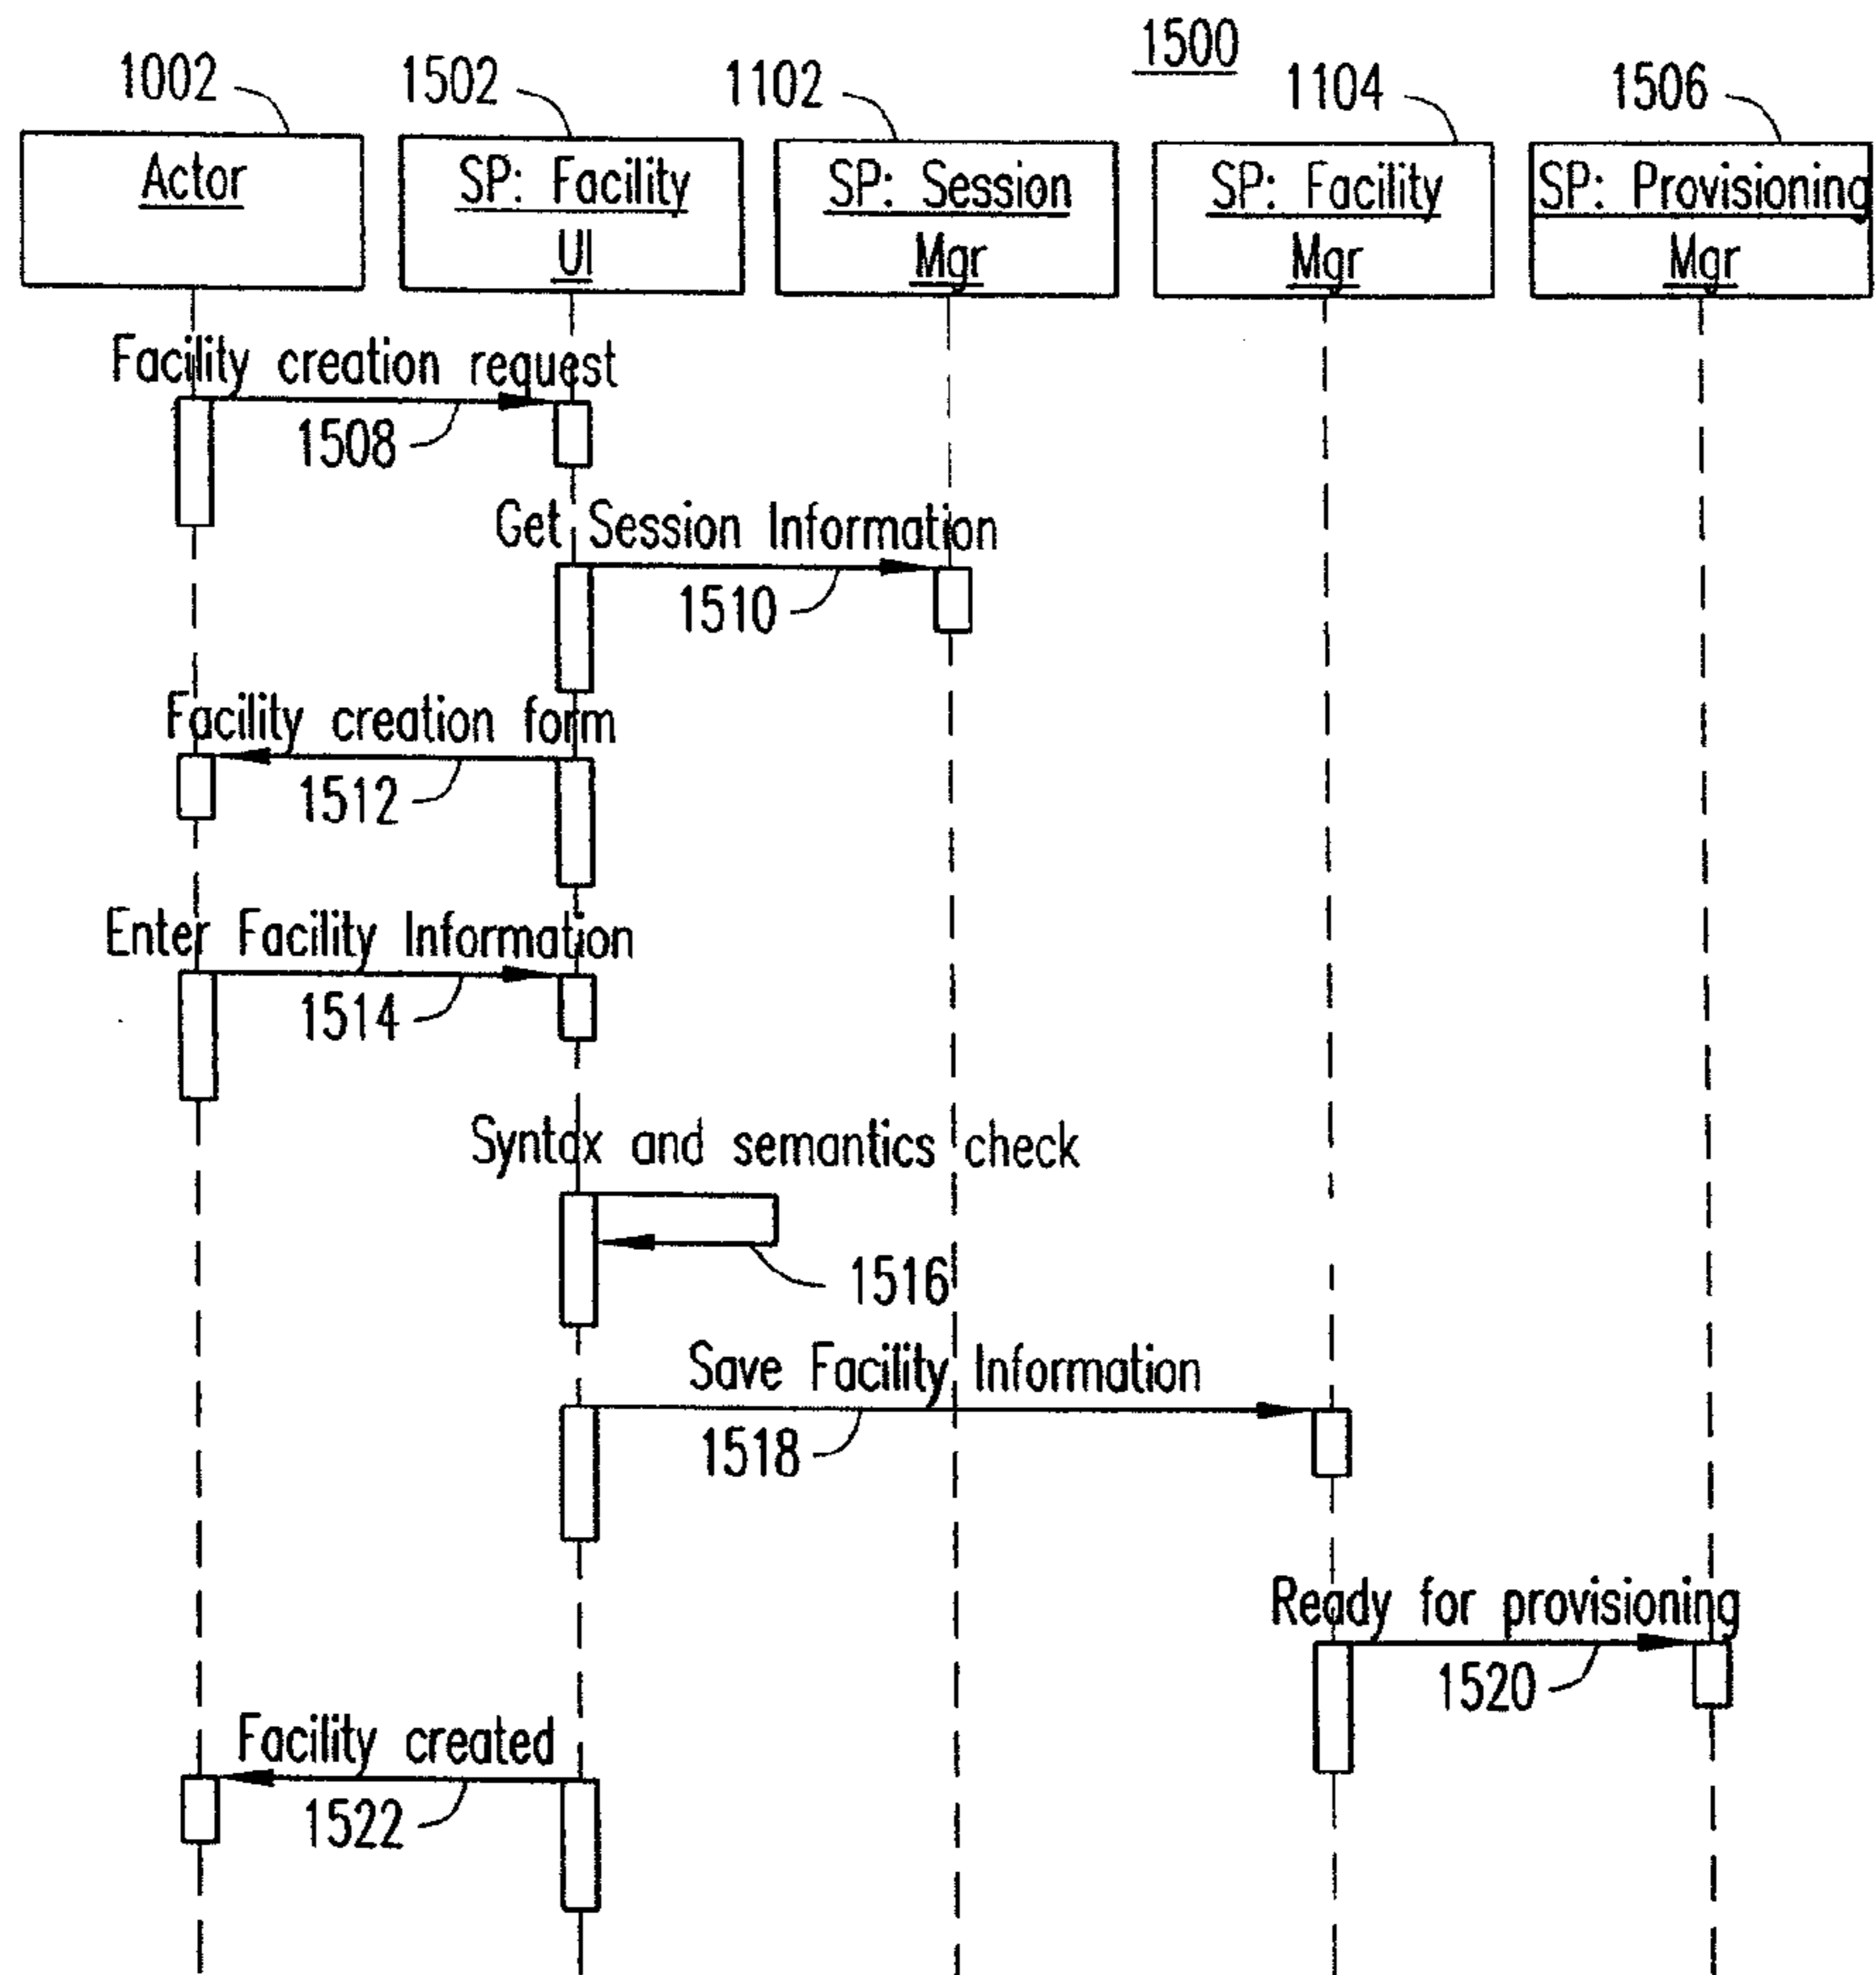 1500
1002
1502
1102
1104
1506
Actor
SP: Facility
UI
SP: Session
Mgr
SP: Facility
Mgr
SP: Provisioning
Mgr
Facility creation request
1508
Get Session Information
1510
Facility creation form
1512
Enter Facility Information
1514
Syntax and semantics check
1516
Save Facility Information
1518
Ready for provisioning
1520
Facility created
1522